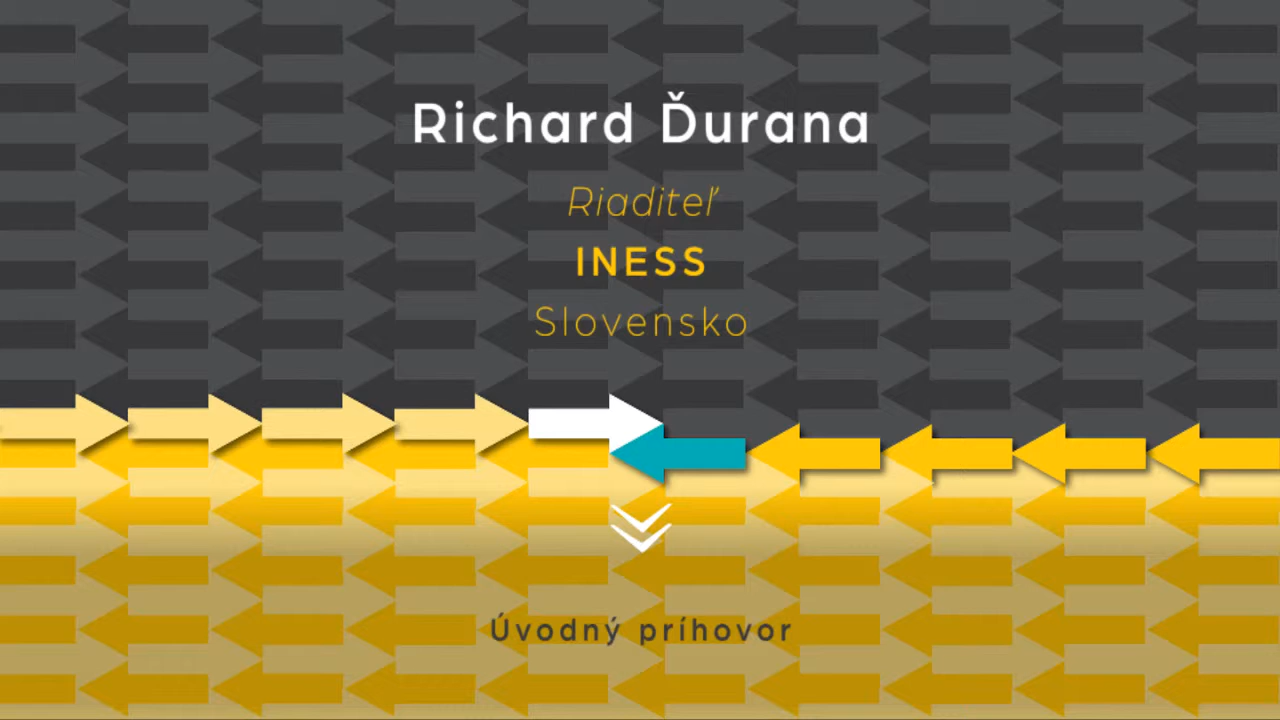 Richard Ďurana
Riaditeľ
INESS
Slovensko
Úvodný príhovor